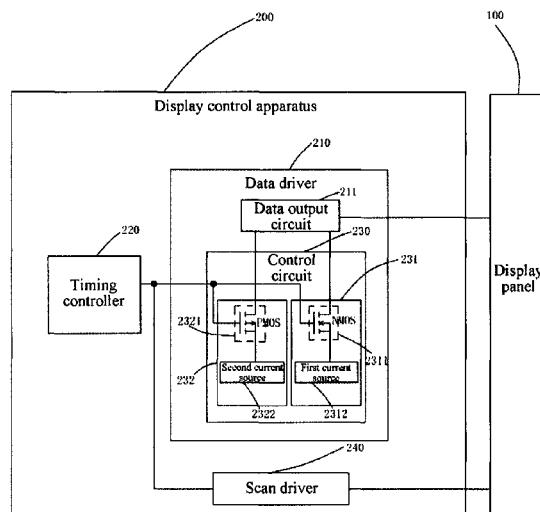 200
100
Display control apparatus
210
Data driver
211
Data output
circuit
220
230
Control
circuit
231
Timing
controller
Display
panel
2321
PMOS
NMOS
2311
232
Second current
source
First current
source
2322
2312
240
Scan driver